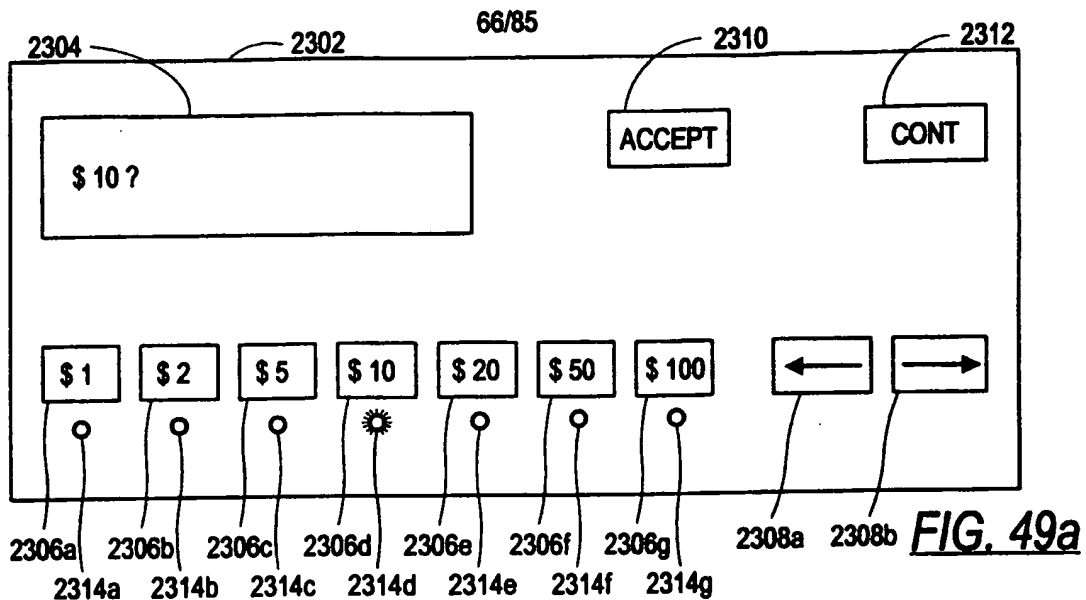 66/85
2304 2302 2310 2312
ACCEPT CONT
$ 10 ?
$ 1 $ 2 $ 5 $ 10 $ 20 $ 50 $ 100
2306a 2306b 2306c 2306d 2306e 2306f 2306g 2308a 2308b FIG. 49a
2314a 2314b 2314c 2314d 2314e 2314f 2314g